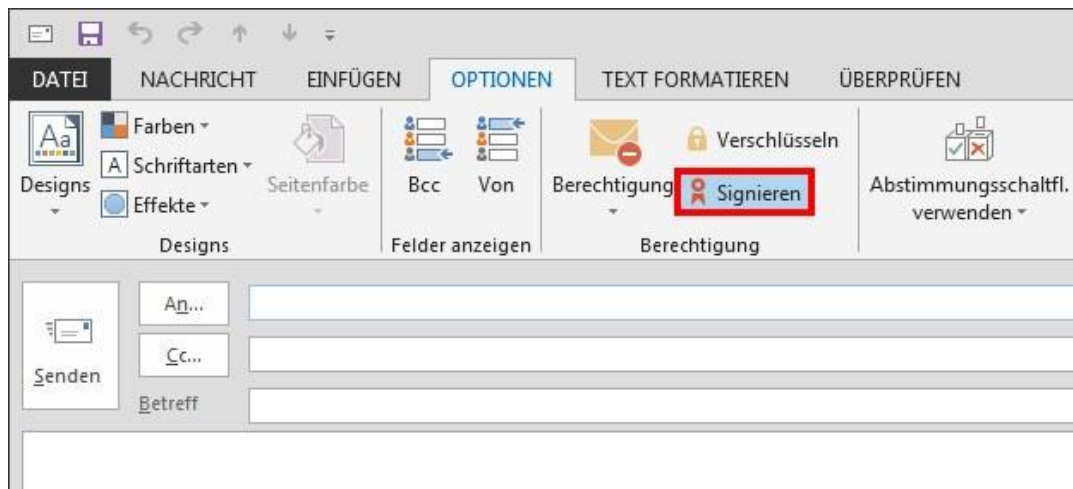 DATEI NACHRICHT EINFÜGEN OPTIONEN TEXT FORMATIEREN ÜBERPRÜFEN
Aa
Designs
Farben
A Schriftarten
Effekte
Designs
Seitenfarbe
Bcc
Von
Felder anzeigen
Berechtigung
Verschlüsseln
Signieren
Berechtigung
Abstimmungsschaltfl.
verwenden
Senden
An...
Cc...
Betreff